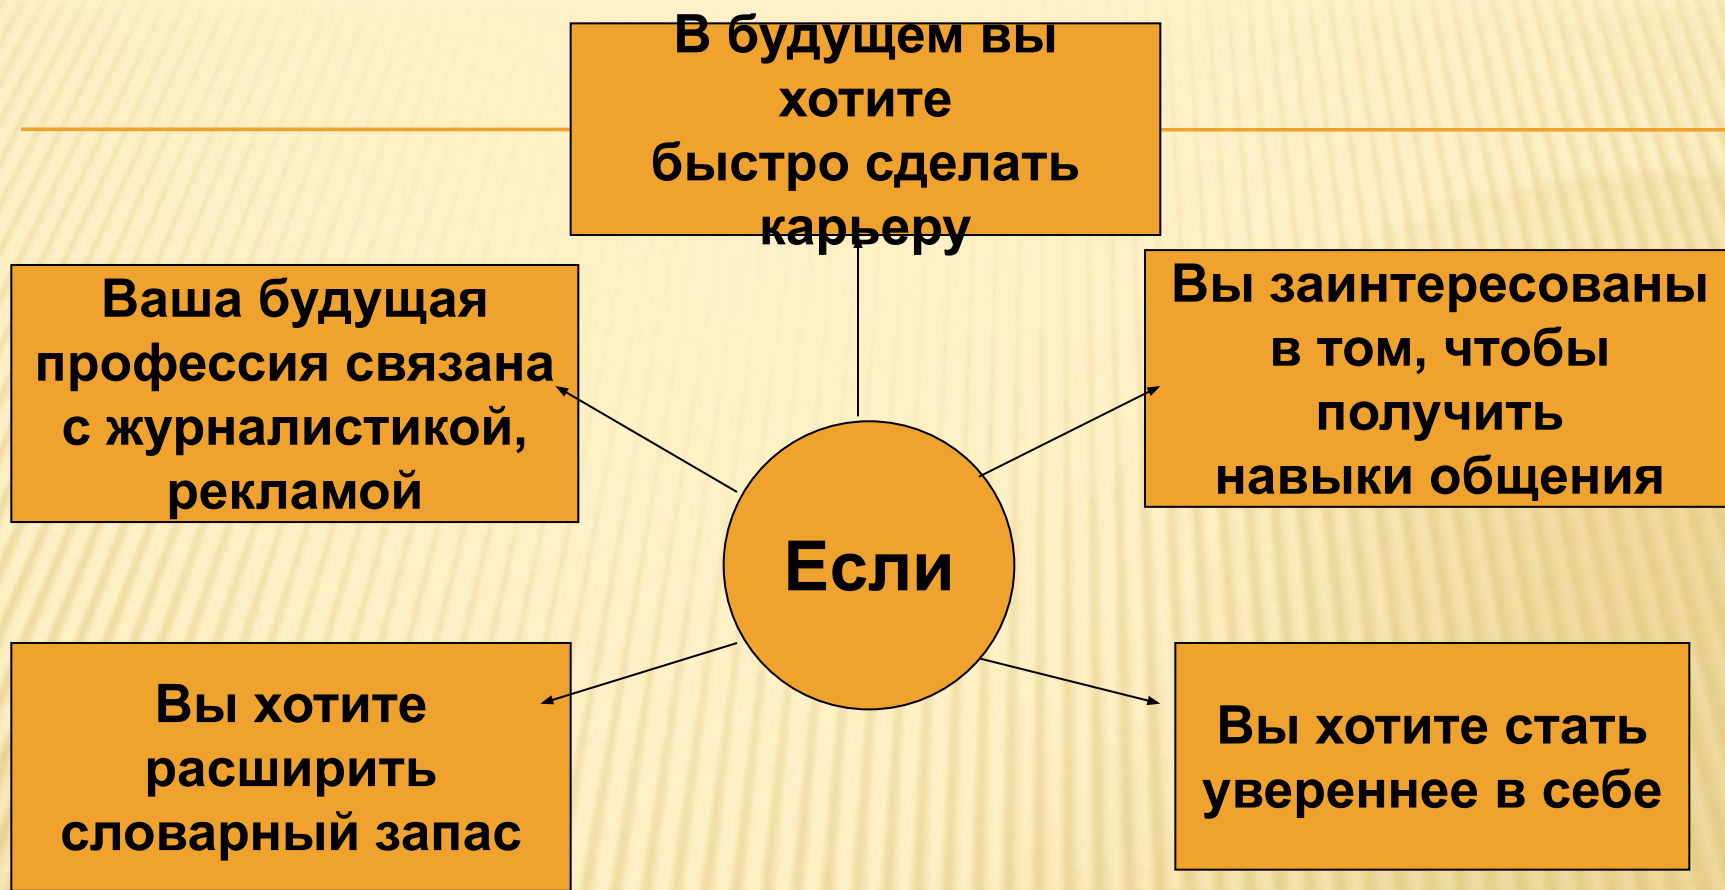 В будущем вы
хотите
быстро сделать
карьеру
Ваша будущая
профессия связана
с журналистикой,
рекламой
Вы заинтересованы
в том, чтобы
получить
навыки общения
Если
Вы хотите
расширить
словарный запас
Вы хотите стать
увереннее в себе